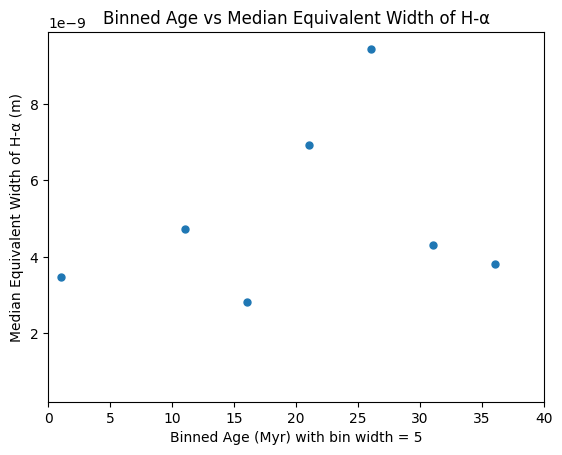 Binned Age vs Median Equivalent Width of H-α
1e−9
8
6
4
2
Median Equivalent Width of H-α (m)
0 5 10 15 20 25 30 35 40
Binned Age (Myr) with bin width = 5